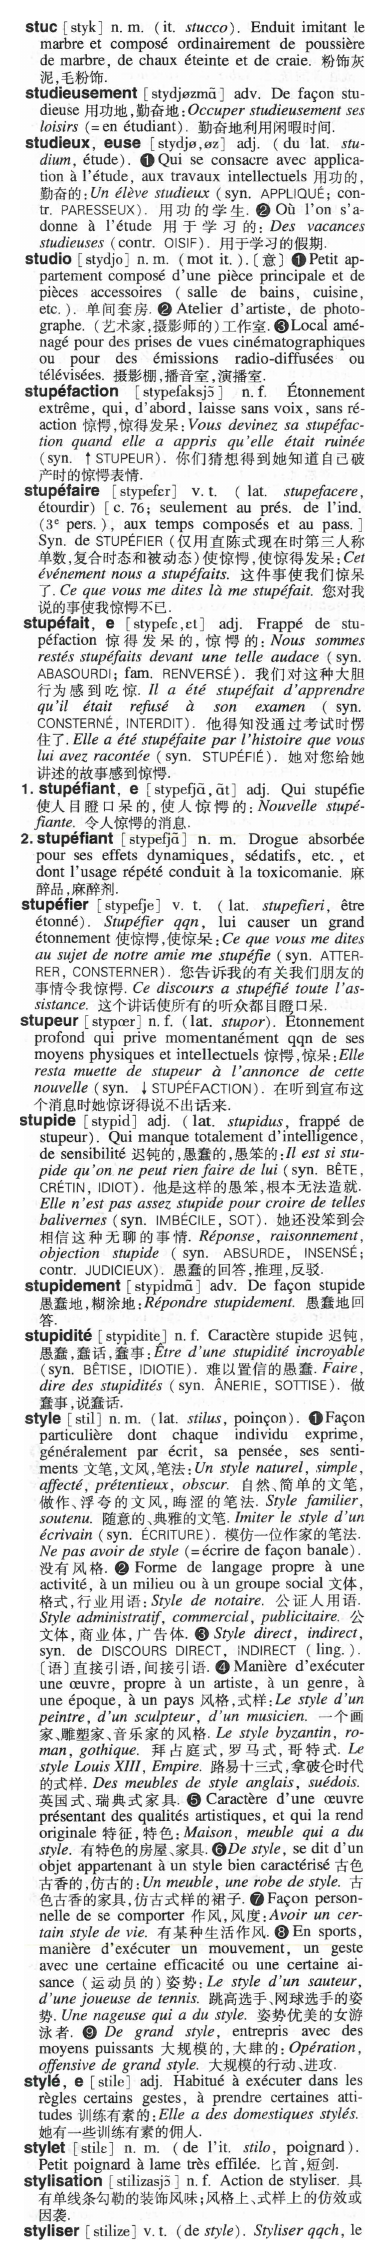 stuc [styk] n. m. (it. stucco). Enduit imitant le
marbre et composé ordinairement de poussière
de marbre, de chaux éteinte et de craie. 粉饰灰
泥,毛粉饰.
studieusement [stydjøzmɑ̃] adv. De façon stu-
dieuse 用功地,勤奋地:Occuper studieusement ses
loisirs (=en étudiant). 勤奋地利用闲暇时间.
studieux, euse [stydjø,øz] adj. (du lat. stu-
dium, étude). ❶ Qui se consacre avec applica-
tion à l'étude, aux travaux intellectuels 用功的,
勤奋的:Un élève studieux (syn. APPLIQUÉ; con-
tr. PARESSEUX). 用功的学生. ❷ Où l'on s'a-
donne à l'étude 用于学习的: Des vacances
studieuses (contr. OISIF). 用于学习的假期.
studio [stydjo] n. m. (mot it.). [意] ❶ Petit ap-
partement composé d'une pièce principale et de
pièces accessoires (salle de bains, cuisine,
etc.). 单间套房. ❷ Atelier d'artiste, de photo-
graphe. (艺术家,摄影师的)工作室. ❸ Local amé-
nagé pour des prises de vues cinématographiques
ou pour des émissions radio-diffusées ou
télévisées. 摄影棚,播音室,演播室.
stupéfaction [stypefaksjɔ̃] n. f. Étonnement
extrême, qui, d'abord, laisse sans voix, sans ré-
action 惊愕,惊得发呆:Vous devinez sa stupéfac-
tion quand elle a appris qu'elle était ruinée
(syn. ↑ STUPEUR). 你们猜想得到她知道自己破
产时的惊愕表情.
stupéfaire [stypefɛr] v. t. (lat. stupefacere,
étourdir) [c. 76; seulement au prés. de l'ind.
(3ᵉ pers.), aux temps composés et au pass.]
Syn. de STUPÉFIER (仅用直陈式现在时第三人称
单数,复合时态和被动态) 使惊愕,使惊得发呆:Cet
événement nous a stupéfaits. 这件事使我们惊呆
了. Ce que vous me dites là me stupéfait. 您对我
说的事使我惊愕不已.
stupéfait, e [stypefɛ,ɛt] adj. Frappé de stu-
péfaction 惊得发呆的,惊愕的: Nous sommes
restés stupéfaits devant une telle audace (syn.
ABASOURDI; fam. RENVERSÉ). 我们对这种大胆
行为感到吃惊. Il a été stupéfait d'apprendre
qu'il était refusé à son examen (syn.
CONSTERNÉ, INTERDIT). 他得知没通过考试时愣
住了. Elle a été stupéfaite par l'histoire que vous
lui avez racontée (syn. STUPÉFIÉ). 她对您给她
讲述的故事感到惊愕.
1. stupéfiant, e [stypefjɑ̃,ɑ̃t] adj. Qui stupéfie
使人目瞪口呆的,使人惊愕的: Nouvelle stupé-
fiante. 令人惊愕的消息.
2. stupéfiant [stypefjɑ̃] n. m. Drogue absorbée
pour ses effets dynamiques, sédatifs, etc., et
dont l'usage répété conduit à la toxicomanie. 麻
醉品,麻醉剂.
stupéfier [stypefje] v. t. (lat. stupefieri, être
étonné). Stupéfier qqn, lui causer un grand
étonnement 使惊愕,使惊呆:Ce que vous me dites
au sujet de notre amie me stupéfie (syn. ATTER-
RER, CONSTERNER). 您告诉我的有关我们朋友的
事情令我惊愕. Ce discours a stupéfié toute l'as-
sistance. 这个讲话使所有的听众都目瞪口呆.
stupeur [stypœr] n. f. (lat. stupor). Étonnement
profond qui prive momentanément qqn de ses
moyens physiques et intellectuels 惊愕,惊呆:Elle
resta muette de stupeur à l'annonce de cette
nouvelle (syn. ↓ STUPÉFACTION). 在听到宣布这
个消息时她惊讶得说不出话来.
stupide [stypid] adj. (lat. stupidus, frappé de
stupeur). Qui manque totalement d'intelligence,
de sensibilité 迟钝的,愚蠢的,愚笨的:Il est si stu-
pide qu'on ne peut rien faire de lui (syn. BÊTE,
CRÉTIN, IDIOT). 他是这样的愚笨,根本无法造就.
Elle n'est pas assez stupide pour croire de telles
balivernes (syn. IMBÉCILE, SOT). 她还没笨到会
相信这种无聊的事情. Réponse, raisonnement,
objection stupide (syn. ABSURDE, INSENSÉ;
contr. JUDICIEUX). 愚蠢的回答,推理,反驳.
stupidement [stypidmɑ̃] adv. De façon stupide
愚蠢地,糊涂地:Répondre stupidement. 愚蠢地回
答.
stupidité [stypidite] n. f. Caractère stupide 迟钝,
愚蠢,蠢话,蠢事:Être d'une stupidité incroyable
(syn. BÊTISE, IDIOTIE). 难以置信的愚蠢. Faire,
dire des stupidités (syn. ÂNERIE, SOTTISE). 做
蠢事,说蠢话.
style [stil] n. m. (lat. stilus, poinçon). ❶ Façon
particulière dont chaque individu exprime,
généralement par écrit, sa pensée, ses senti-
ments 文笔,文风,笔法:Un style naturel, simple,
affecté, prétentieux, obscur. 自然、简单的文笔,
做作、浮夸的文风,晦涩的笔法. Style familier,
soutenu. 随意的、典雅的文笔. Imiter le style d'un
écrivain (syn. ÉCRITURE). 模仿一位作家的笔法.
Ne pas avoir de style (=écrire de façon banale).
没有风格. ❷ Forme de langage propre à une
activité, à un milieu ou à un groupe social 文体,
格式,行业用语: Style de notaire. 公证人用语.
Style administratif, commercial, publicitaire. 公
文体,商业体,广告体. ❸ Style direct, indirect,
syn. de DISCOURS DIRECT, INDIRECT (ling.).
[语]直接引语,间接引语. ❹ Manière d'exécuter
une œuvre, propre à un artiste, à un genre, à
une époque, à un pays 风格,式样:Le style d'un
peintre, d'un sculpteur, d'un musicien. 一个画
家、雕塑家、音乐家的风格. Le style byzantin, ro-
man, gothique. 拜占庭式,罗马式,哥特式. Le
style Louis XIII, Empire. 路易十三式,拿破仑时代
的式样. Des meubles de style anglais, suédois.
英国式、瑞典式家具. ❺ Caractère d'une œuvre
présentant des qualités artistiques, et qui la rend
originale 特征,特色: Maison, meuble qui a du
style. 有特色的房屋、家具. ❻ De style, se dit d'un
objet appartenant à un style bien caractérisé 古色
古香的,仿古的:Un meuble, une robe de style. 古
色古香的家具,仿古式样的裙子. ❼ Façon person-
nelle de se comporter 作风,风度:Avoir un cer-
tain style de vie. 有某种生活作风. ❽ En sports,
manière d'exécuter un mouvement, un geste
avec une certaine efficacité ou une certaine ai-
sance (运动员的)姿势:Le style d'un sauteur,
d'une joueuse de tennis. 跳高选手、网球选手的姿
势. Une nageuse qui a du style. 姿势优美的女游
泳者. ❾ De grand style, entrepris avec des
moyens puissants 大规模的,大肆的: Opération,
offensive de grand style. 大规模的行动、进攻.
stylé, e [stile] adj. Habitué à exécuter dans les
règles certains gestes, à prendre certaines atti-
tudes 训练有素的:Elle a des domestiques stylés.
她有一些训练有素的佣人.
stylet [stilɛ] n. m. (de l'it. stilo, poignard).
Petit poignard à lame très effilée. 匕首,短剑.
stylisation [stilizasjɔ̃] n. f. Action de styliser. 具
有单线条勾勒的装饰风味;风格上、式样上的仿效或
因袭.
styliser [stilize] v. t. (de style). Styliser qqch, le